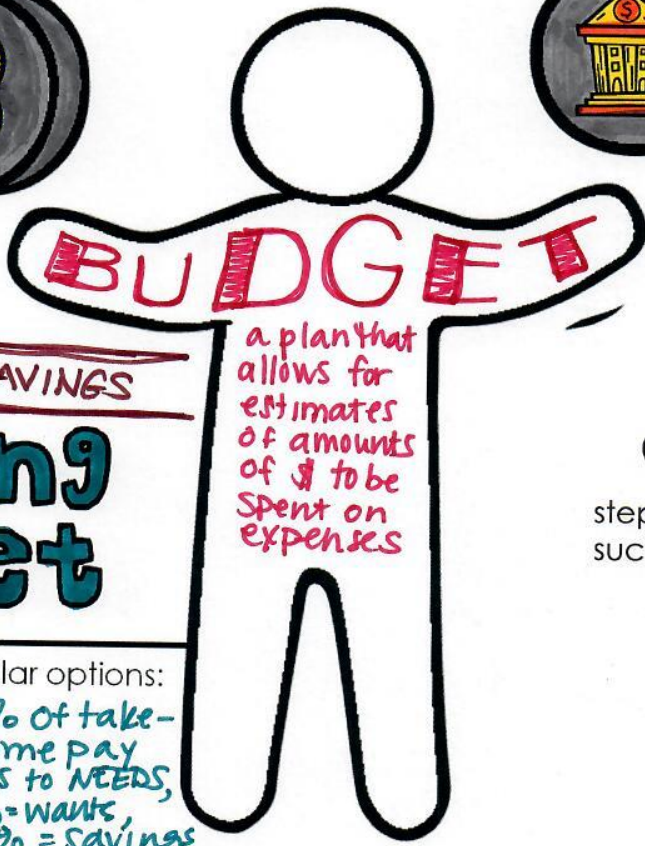 $
BUDGET
a plan that
allows for
estimates
of amounts
of $ to be
spent on
expenses
AVINGS
ng
et
lar options:
% of take-
me pay
s to NEEDS,
= wants,
% = savings
step
suc